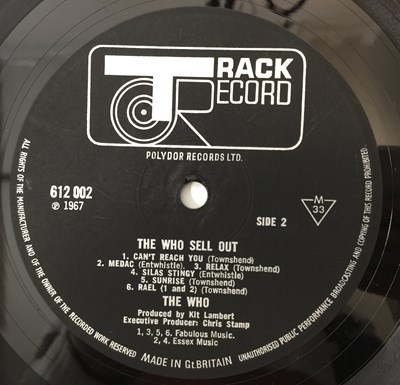 TRACK
RECORD
POLYDOR RECORDS LTD.
612 002
℗ 1967
SIDE 2
M
33
THE WHO SELL OUT
1. CAN'T REACH YOU (Townshend)
2. MEDAC (Entwhistle) 3. RELAX (Townshend)
4. SILAS STINGY (Entwhistle)
5. SUNRISE (Townshend)
6. RAEL (1 and 2) (Townshend)
THE WHO
Produced by Kit Lambert
Executive Producer: Chris Stamp
1, 3, 5, 6. Fabulous Music.
2, 4. Essex Music
ALL RIGHTS OF THE MANUFACTURER AND OF THE OWNER OF THE RECORDED WORK RESERVED
MADE IN Gt.BRITAIN
UNAUTHORISED PUBLIC PERFORMANCE BROADCASTING AND COPYING OF THIS RECORD PROHIBITED